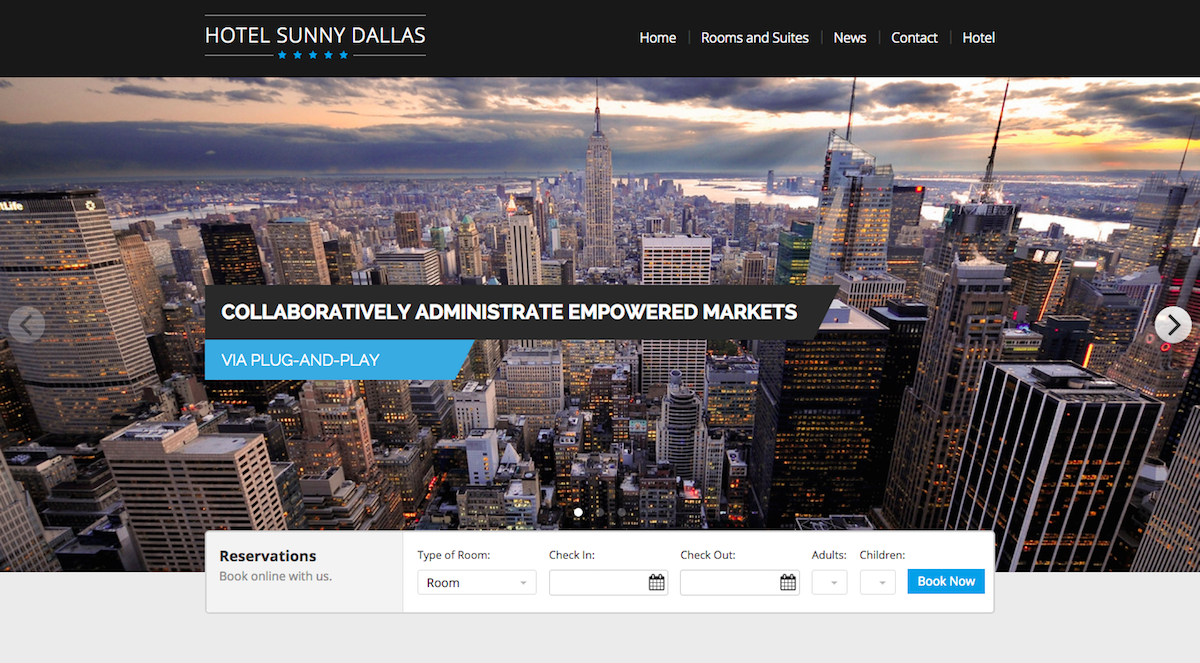 HOTEL SUNNY DALLAS
Home
Rooms and Suites
News
Contact
Hotel
COLLABORATIVELY ADMINISTRATE EMPOWERED MARKETS
VIA PLUG-AND-PLAY
Reservations
Book online with us.
Type of Room:
Check In:
Check Out:
Adults:
Children:
Room
Book Now